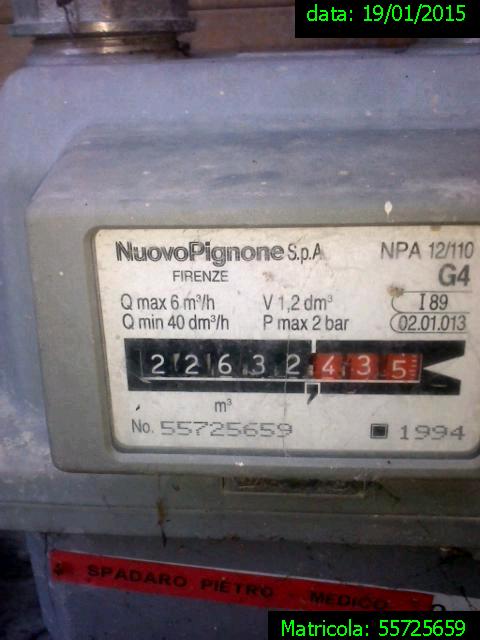 data: 19/01/2015
NuovoPignone S.p.A
NPA 12/110
FIRENZE
G4
Q max 6 m³/h
V 1,2 dm³
I 89
Q min 40 dm³/h
P max 2 bar
02.01.013
2 2 6 3 2 4 3 5
m³
No. 55725659
1994
SPADARO PIETRO MEDICO
Matricola: 55725659